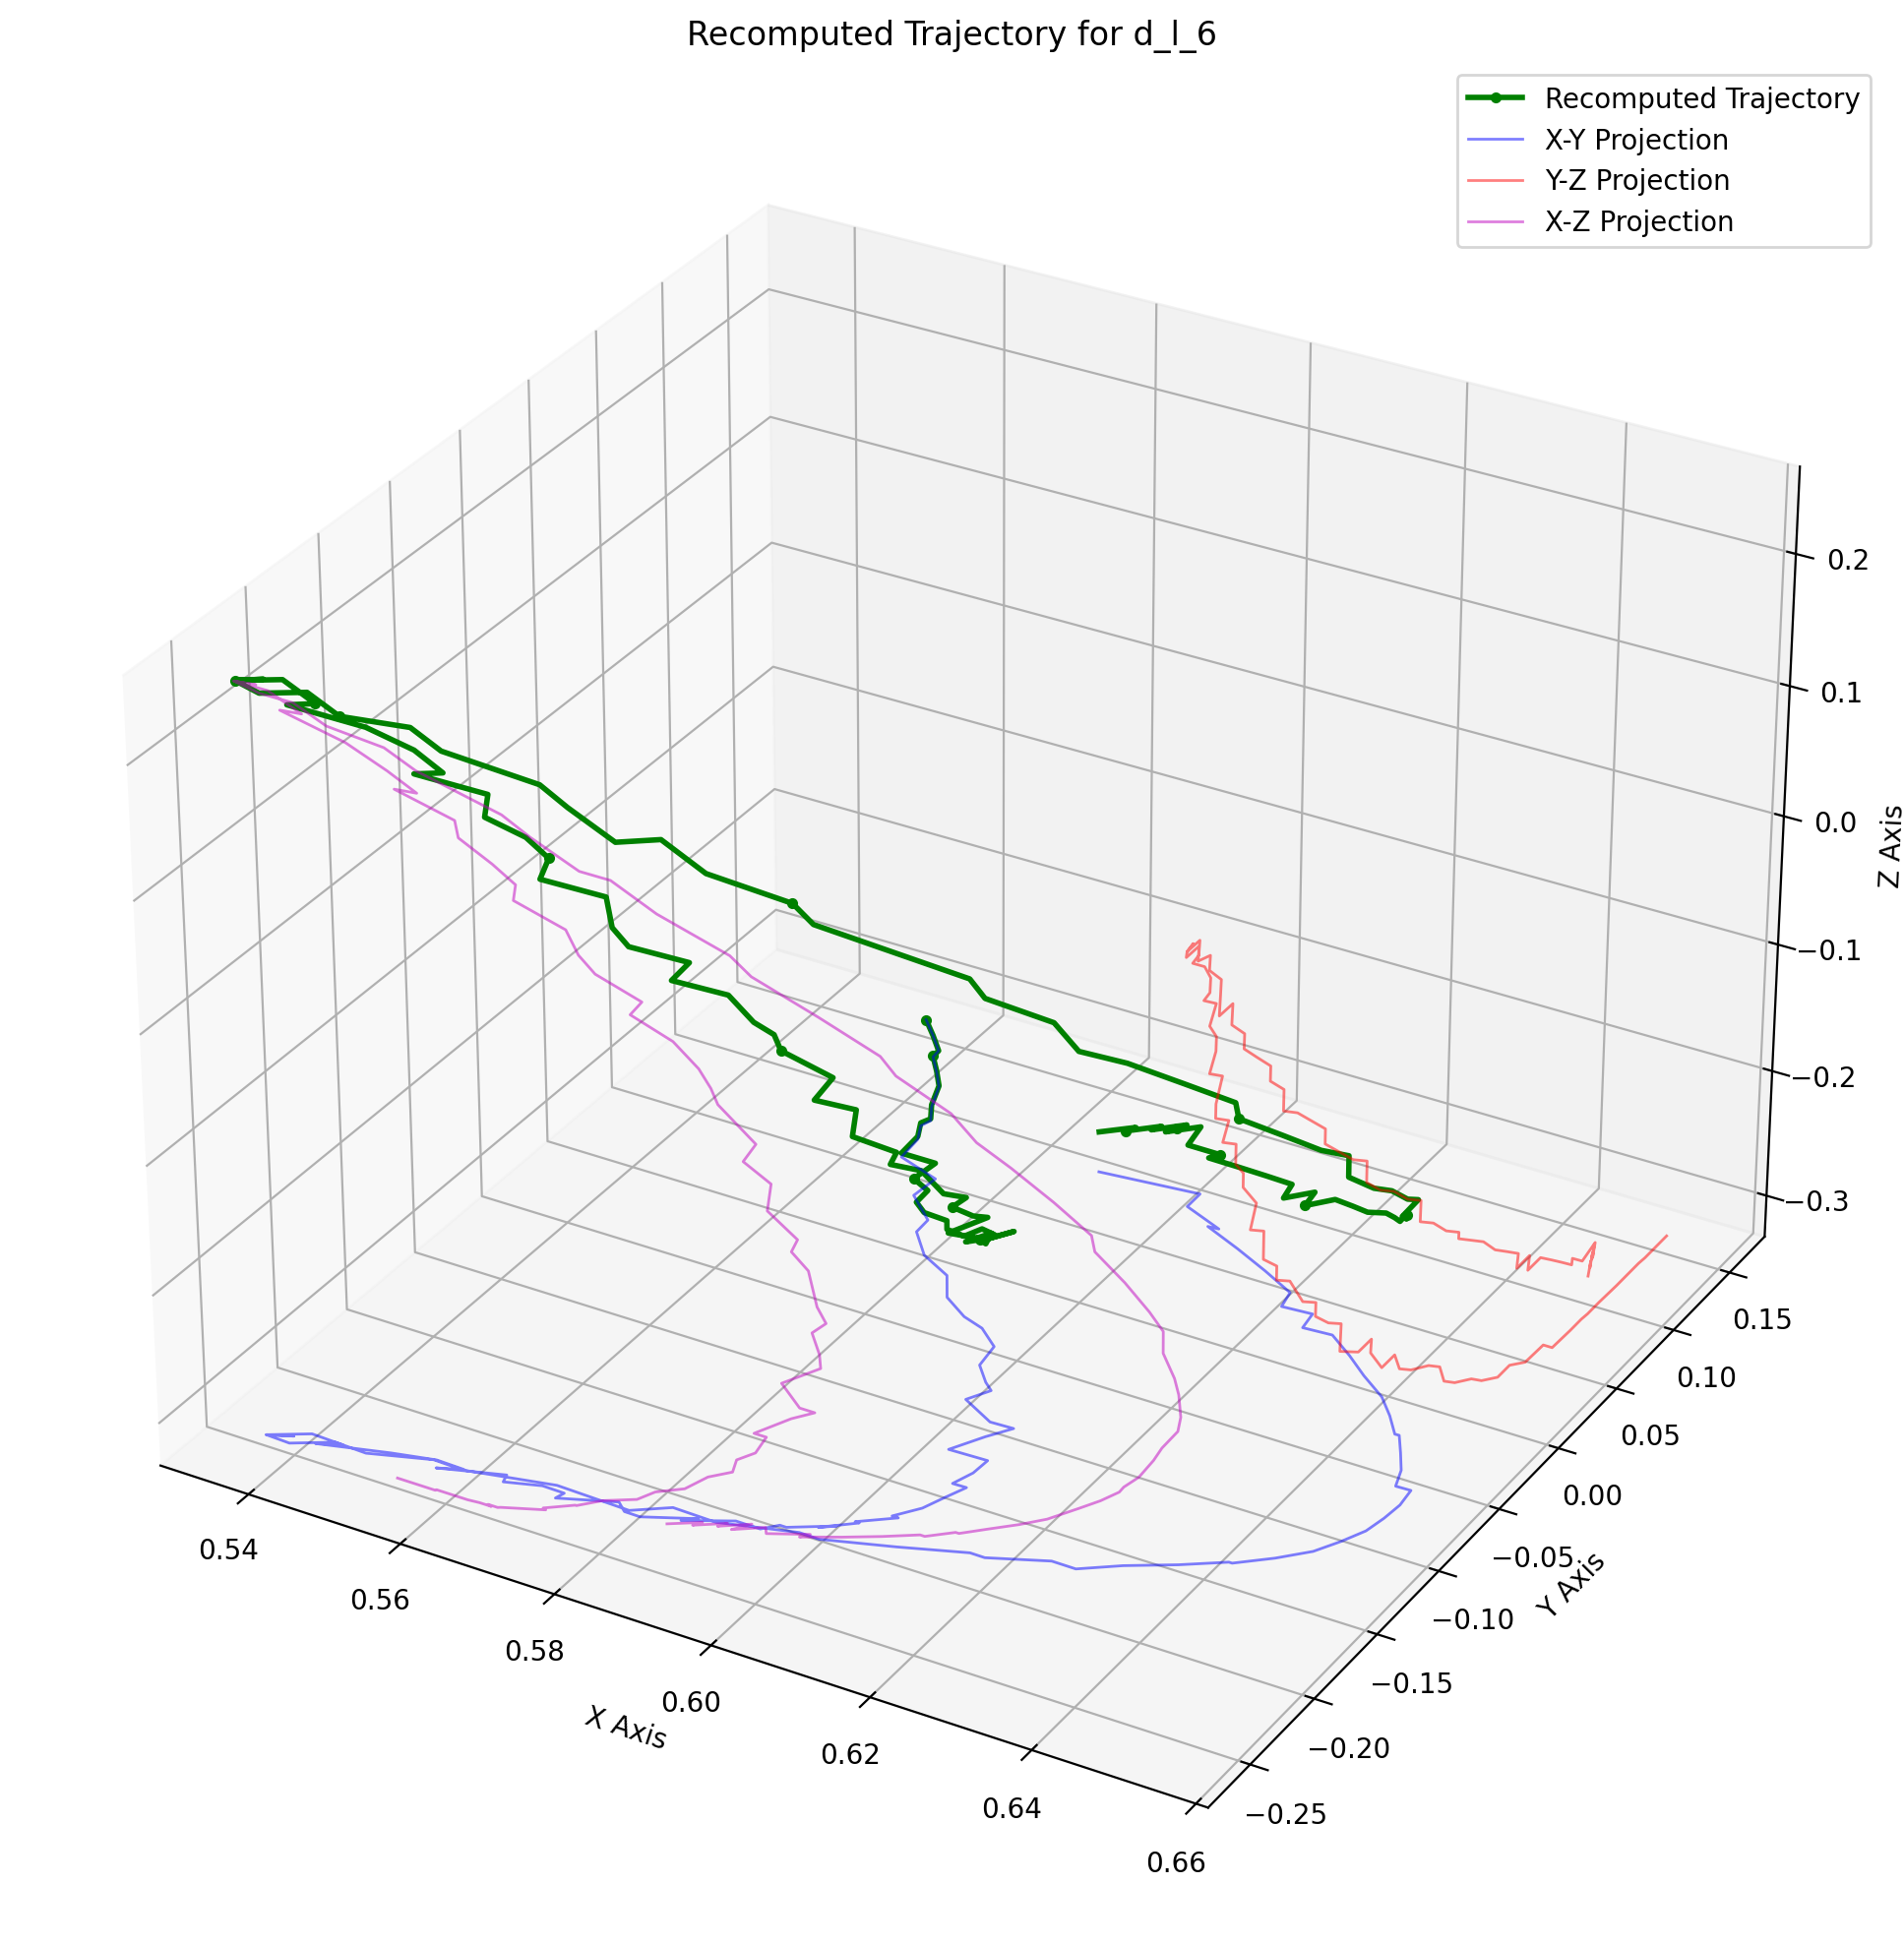 Recomputed Trajectory for d_l_6
Recomputed Trajectory
X-Y Projection
Y-Z Projection
X-Z Projection
0.2
0.1
0.0
−0.1
−0.2
−0.3
Z Axis
0.15
0.10
0.05
0.00
−0.05
−0.10
−0.15
−0.20
−0.25
Y Axis
0.54
0.56
0.58
0.60
0.62
0.64
0.66
X Axis